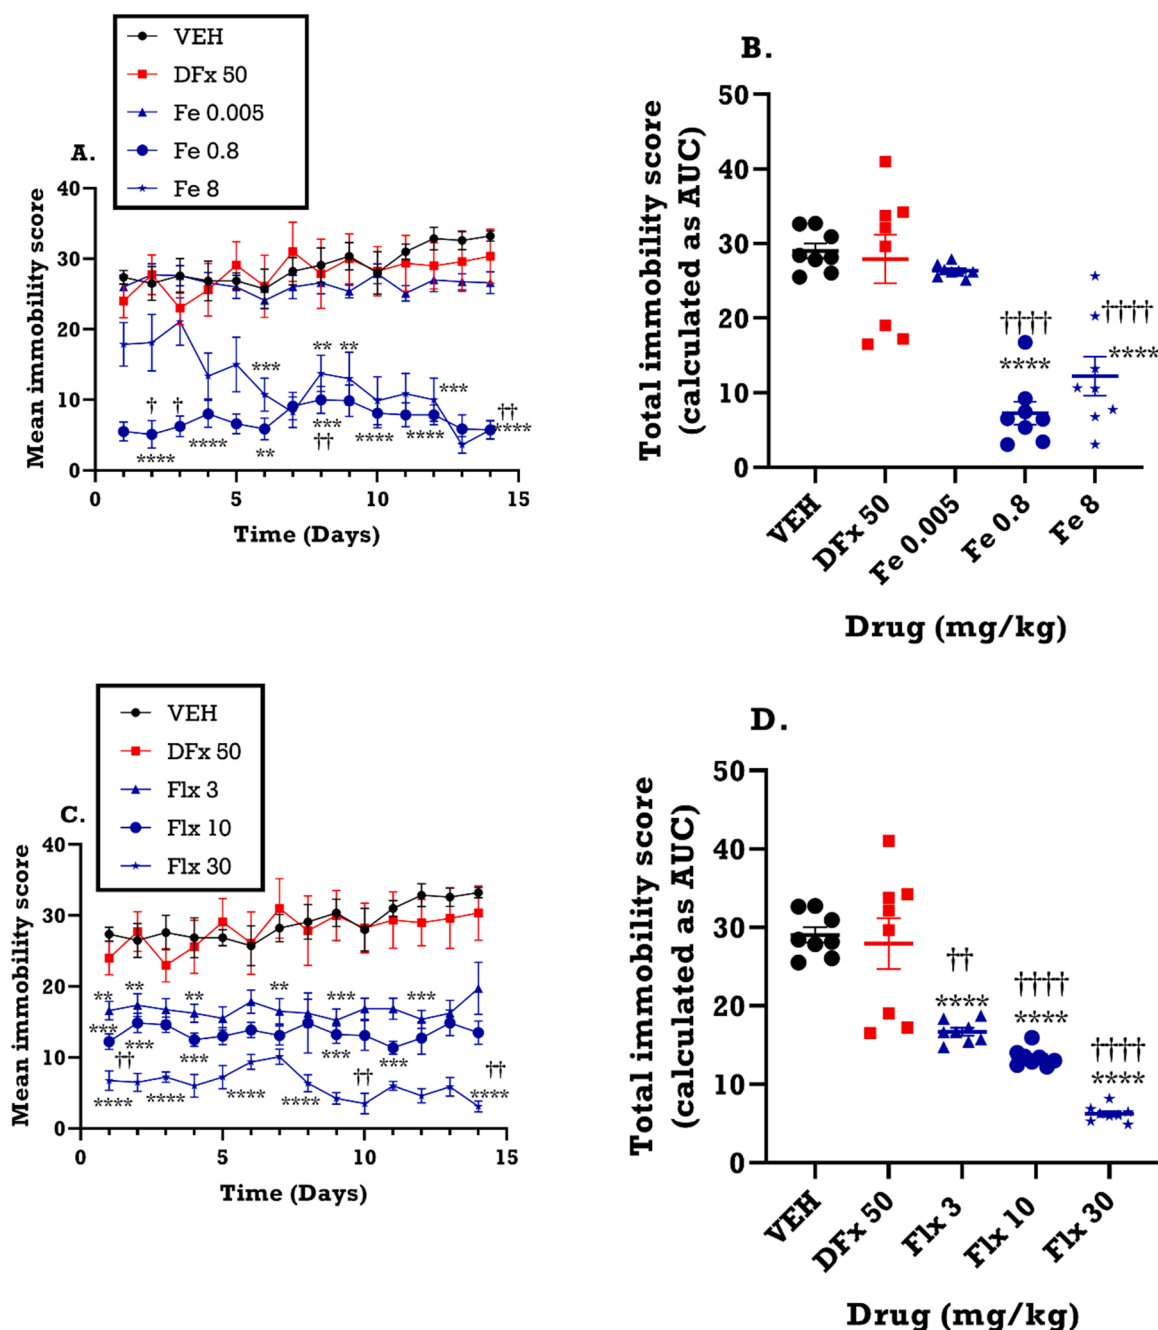 VEH
DFx 50
Fe 0.005
Fe 0.8
Fe 8
A.
Mean immobility score
40
30
20
10
0
0
5
10
15
Time (Days)
** **
*** ***
† †
††
**** **** ** *** **** **** ****
††
B.
Total immobility score
(calculated as AUC)
50
40
30
20
10
0
†††† ††††
**** ****
VEH
DFx 50
Fe 0.005
Fe 0.8
Fe 8
Drug (mg/kg)
VEH
DFx 50
Flx 3
Flx 10
Flx 30
C.
Mean immobility score
40
30
20
10
0
0
5
10
15
Time (Days)
** ** ** ** *** ***
*** *** *** *** ***
†† †† ††
**** **** **** **** ****
D.
Total immobility score
(calculated as AUC)
50
40
30
20
10
0
††
****
††††
****
††††
****
VEH
DFx 50
Flx 3
Flx 10
Flx 30
Drug (mg/kg)